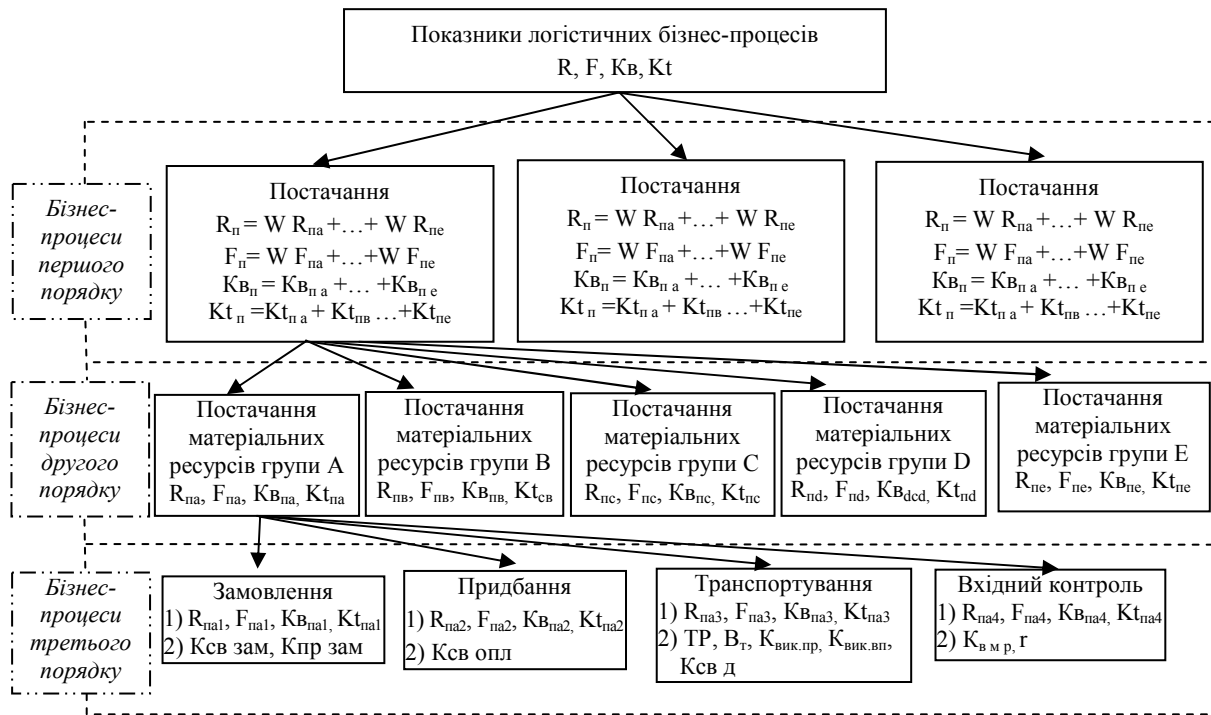 Показники логістичних бізнес-процесів
R, F, Кв, Kt
Бізнес-
процеси
першого
порядку
Постачання
Rп = W Rпа +…+ W Rпе
Fп= W Fпа +…+W Fпе
Квп = Квп а +… +Квп е
Kt п =Ktп а + Ktпв …+Ktпе
Постачання
Rп = W Rпа +…+ W Rпе
Fп= W Fпа +…+W Fпе
Квп = Квп а +… +Квп е
Kt п =Ktп а + Ktпв …+Ktпе
Постачання
Rп = W Rпа +…+ W Rпе
Fп= W Fпа +…+W Fпе
Квп = Квп а +… +Квп е
Kt п =Ktп а + Ktпв …+Ktпе
Бізнес-
процеси
другого
порядку
Постачання
матеріальних
ресурсів групи А
Rпа, Fпа, Квпа, Ktпа
Постачання
матеріальних
ресурсів групи В
Rпв, Fпв, Квпв, Ktсв
Постачання
матеріальних
ресурсів групи С
Rпс, Fпс, Квпс, Ktпс
Постачання
матеріальних
ресурсів групи D
Rпd, Fпd, Квdcd, Ktпd
Постачання
матеріальних
ресурсів групи Е
Rпе, Fпе, Квпе, Ktпе
Бізнес-
процеси
третього
порядку
Замовлення
1) Rпа1, Fпа1, Квпа1, Ktпа1
2) Ксв зам, Кпр зам
Придбання
1) Rпа2, Fпа2, Квпа2, Ktпа2
2) Ксв опл
Транспортування
1) Rпа3, Fпа3, Квпа3, Ktпа3
2) ТР, Вт, Квик.пр, Квик.вп,
Ксв д
Вхідний контроль
1) Rпа4, Fпа4, Квпа4, Ktпа4
2) Кв м р, r